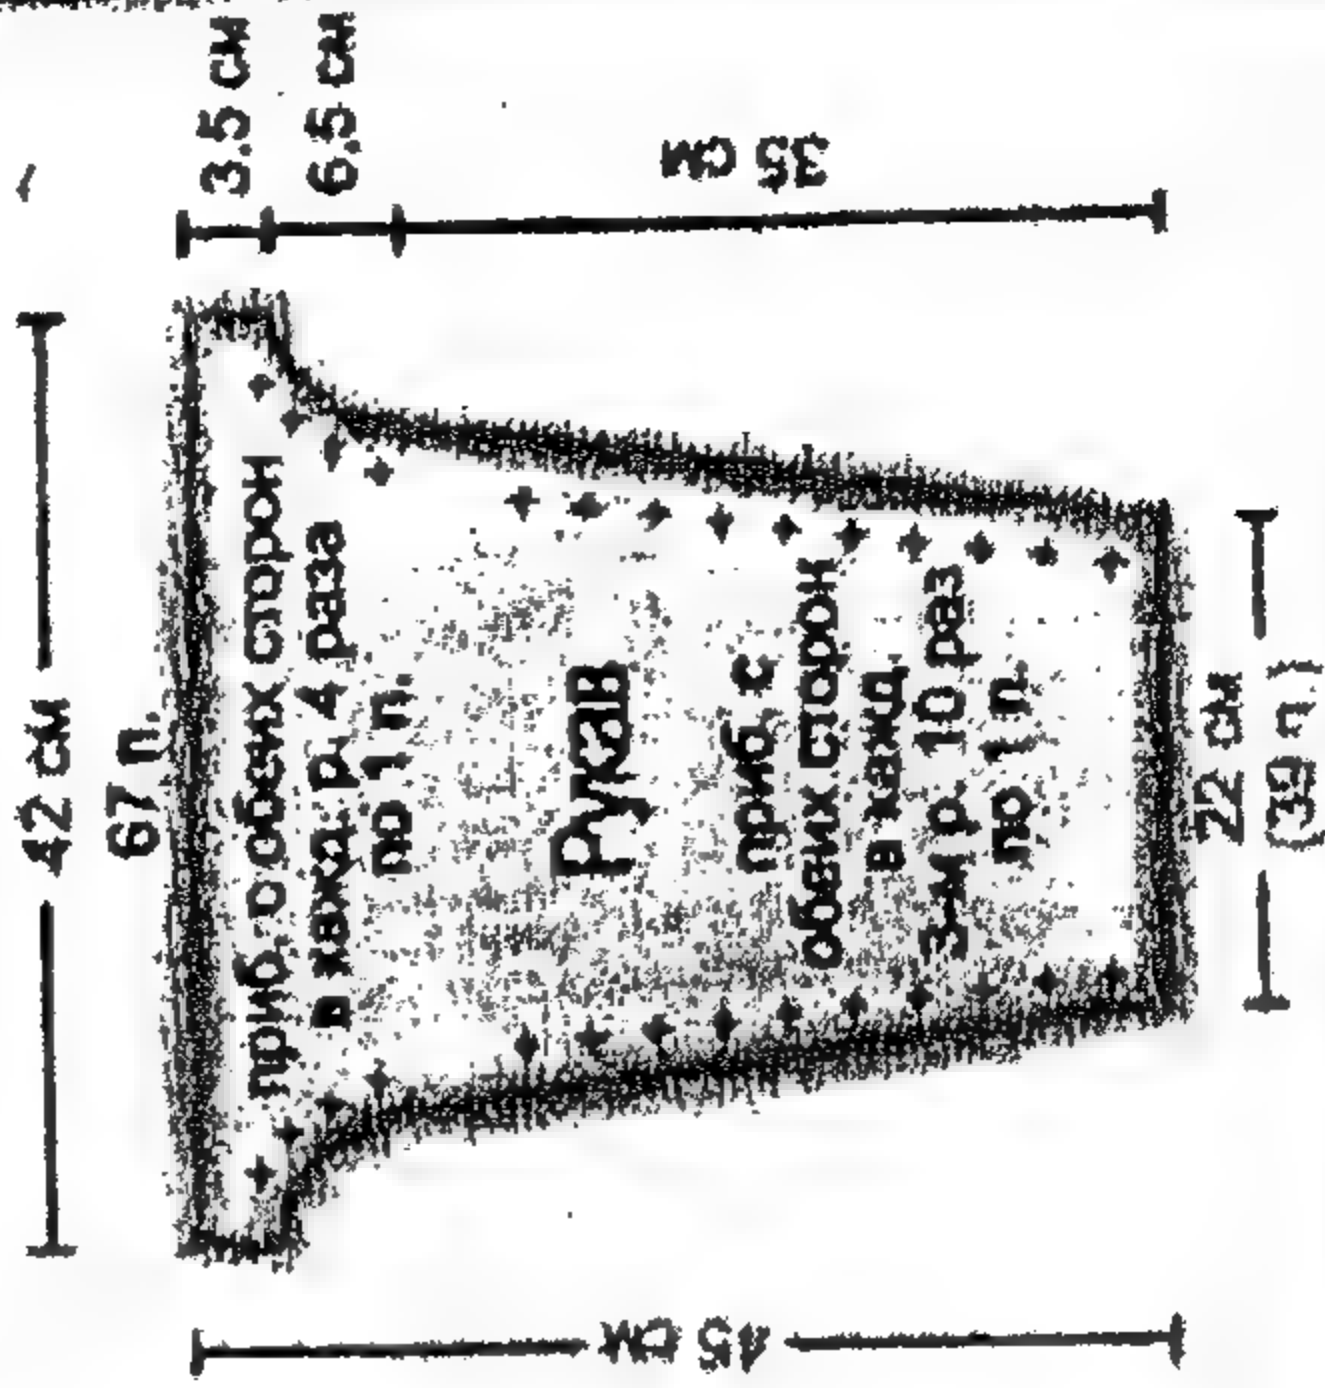 3.5 см
6.5 см
35 см
42 см
67 п.
приб. с обеих сторон
в кажд. р. 4 раза
по 1 п.
Рукав
приб. с
обеих сторон
в кажд.
3-м р. 10 раз
по 1 п.
22 см
(39 п.)
45 см